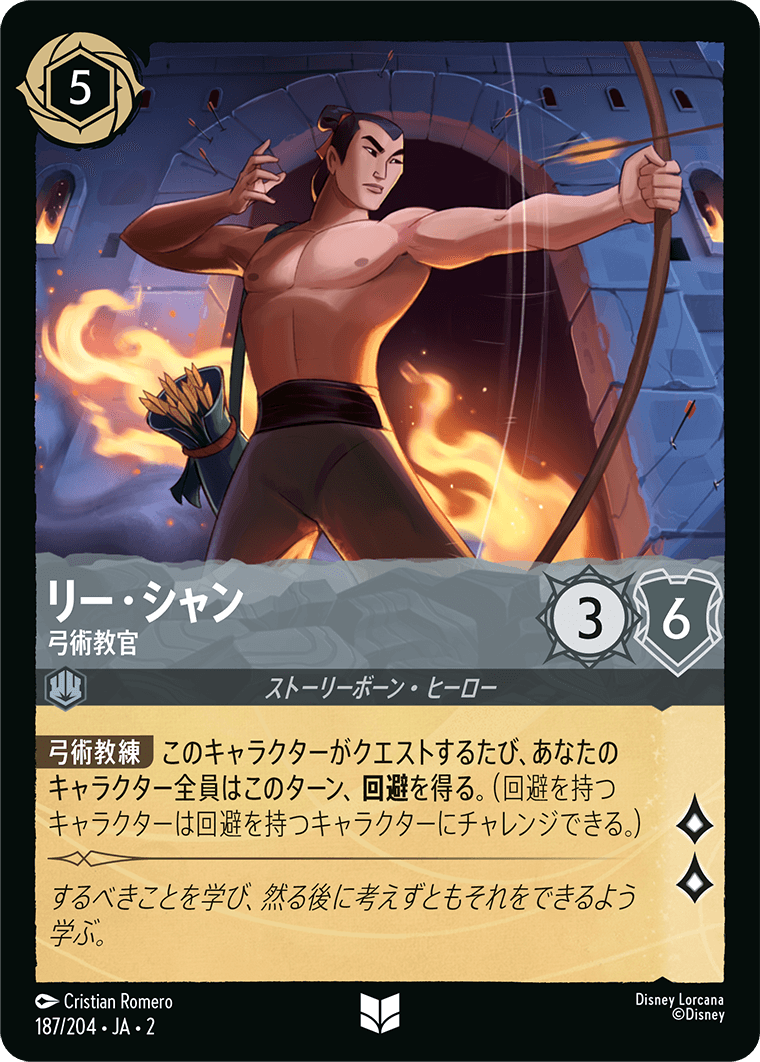 5
リー・シャン
弓術教官
3
6
ストーリーボーン・ヒーロー
弓術教練 このキャラクターがクエストするたび、あなたの
キャラクター全員はこのターン、回避を得る。（回避を持つ
キャラクターは回避を持つキャラクターにチャレンジできる。）
するべきことを学び、然る後に考えずともそれをできるよう
学ぶ。
Cristian Romero
187/204・JA・2
Disney Lorcana
©Disney